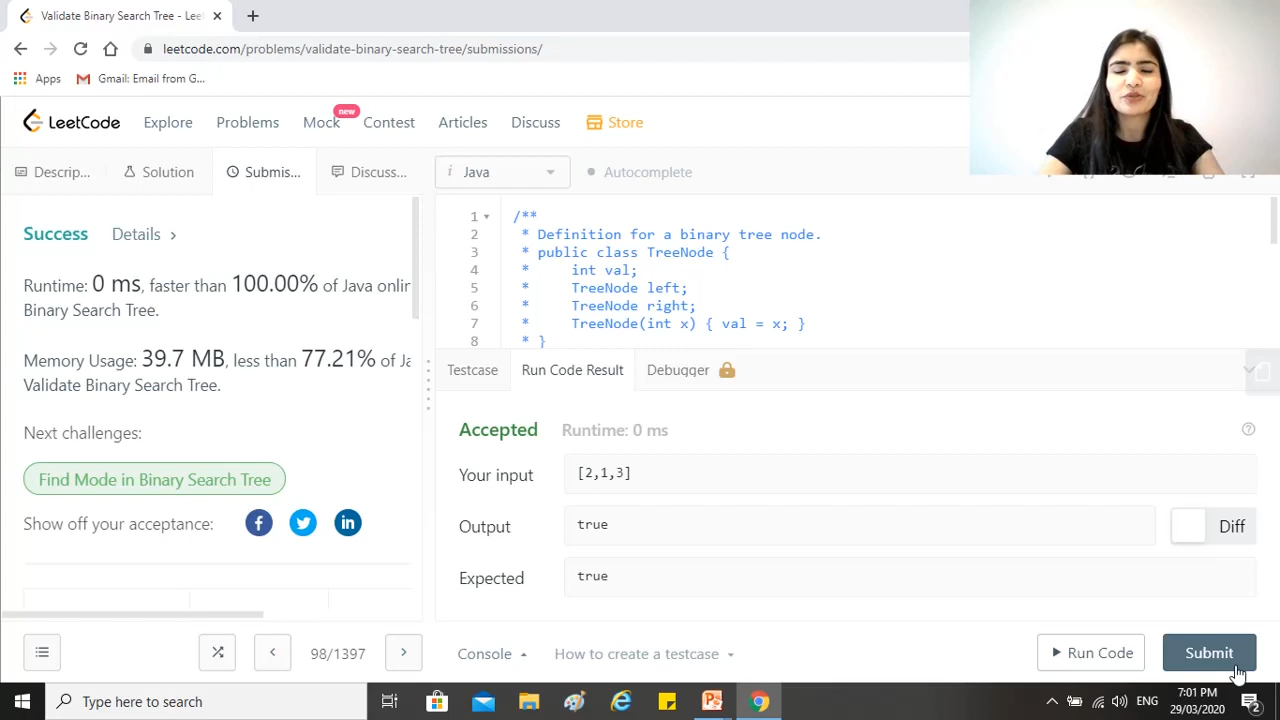 Validate Binary Search Tree - Lee
leetcode.com/problems/validate-binary-search-tree/submissions/
Apps
Gmail: Email from G...
LeetCode
Explore
Problems
Mock
new
Contest
Articles
Discuss
Store
Descrip...
Solution
Submis...
Discuss...
i Java
Autocomplete
Success
Details >
Runtime: 0 ms, faster than 100.00% of Java onlin
Binary Search Tree.
Memory Usage: 39.7 MB, less than 77.21% of Ja
Validate Binary Search Tree.
Next challenges:
Find Mode in Binary Search Tree
Show off your acceptance:
1 /**
2 * Definition for a binary tree node.
3 * public class TreeNode {
4 * int val;
5 * TreeNode left;
6 * TreeNode right;
7 * TreeNode(int x) { val = x; }
8 * }
Testcase
Run Code Result
Debugger
Accepted
Runtime: 0 ms
Your input
[2,1,3]
Output
true
Diff
Expected
true
98/1397
Console
How to create a testcase
Run Code
Submit
Type here to search
ENG
7:01 PM
29/03/2020
2